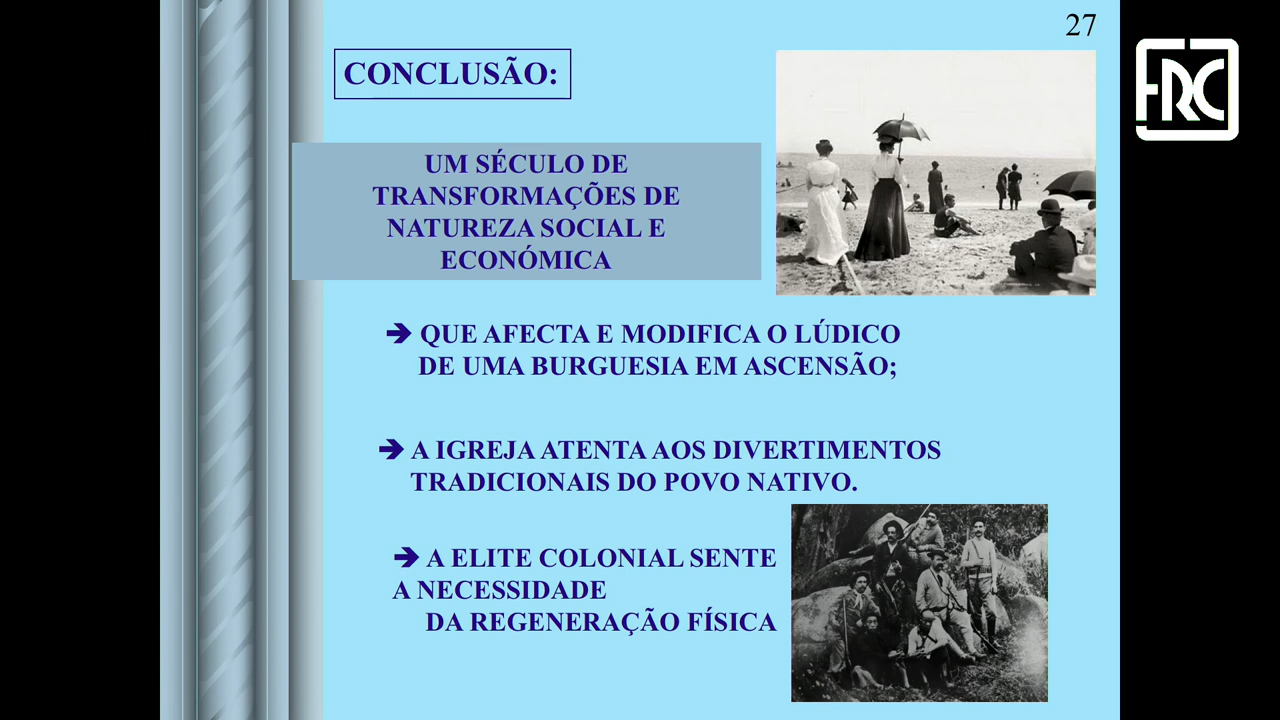 27
FRC
CONCLUSÃO:
UM SÉCULO DE
TRANSFORMAÇÕES DE
NATUREZA SOCIAL E
ECONÓMICA
➔ QUE AFECTA E MODIFICA O LÚDICO
DE UMA BURGUESIA EM ASCENSÃO;
➔ A IGREJA ATENTA AOS DIVERTIMENTOS
TRADICIONAIS DO POVO NATIVO.
➔ A ELITE COLONIAL SENTE
A NECESSIDADE
DA REGENERAÇÃO FÍSICA